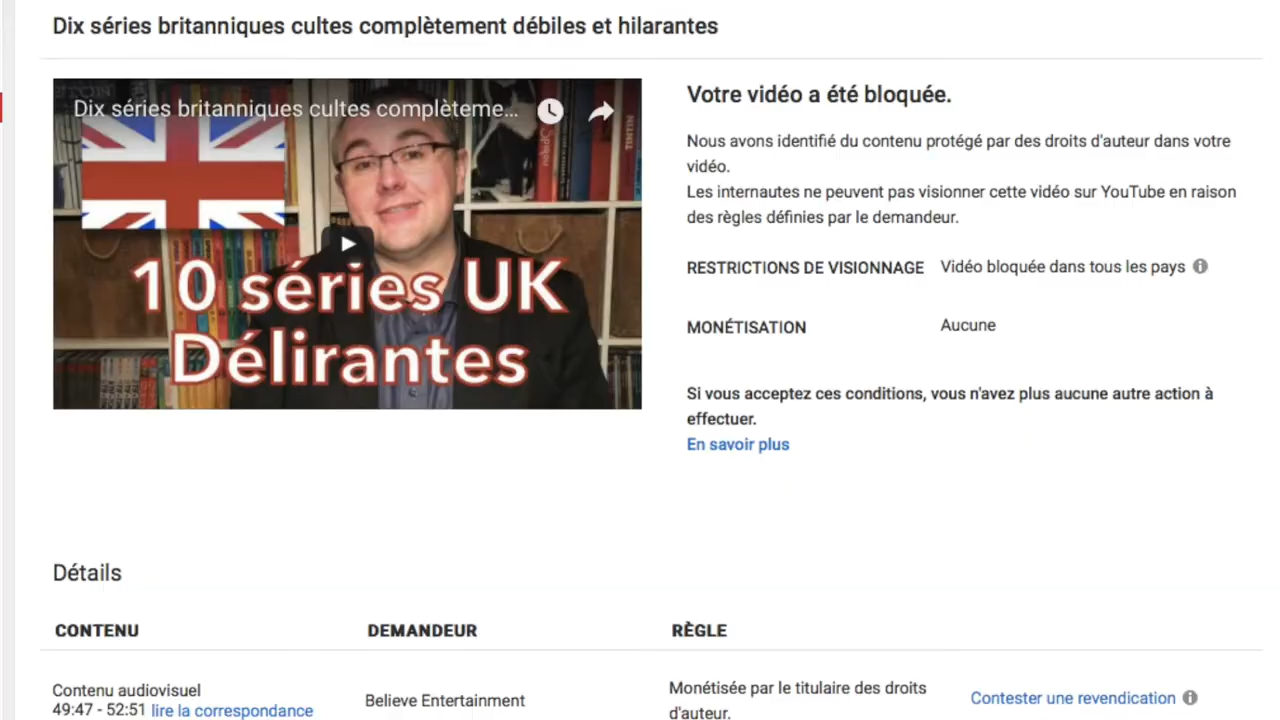 Dix séries britanniques cultes complètement débiles et hilarantes
Dix séries britanniques cultes complèteme...
TINTIN
10 séries UK
Délirantes
Votre vidéo a été bloquée.
Nous avons identifié du contenu protégé par des droits d'auteur dans votre
vidéo.
Les internautes ne peuvent pas visionner cette vidéo sur YouTube en raison
des règles définies par le demandeur.
RESTRICTIONS DE VISIONNAGE Vidéo bloquée dans tous les pays
MONÉTISATION Aucune
Si vous acceptez ces conditions, vous n'avez plus aucune autre action à
effectuer.
En savoir plus
Détails
CONTENU DEMANDEUR RÈGLE
Contenu audiovisuel
49:47 - 52:51 lire la correspondance
Believe Entertainment
Monétisée par le titulaire des droits
d'auteur.
Contester une revendication